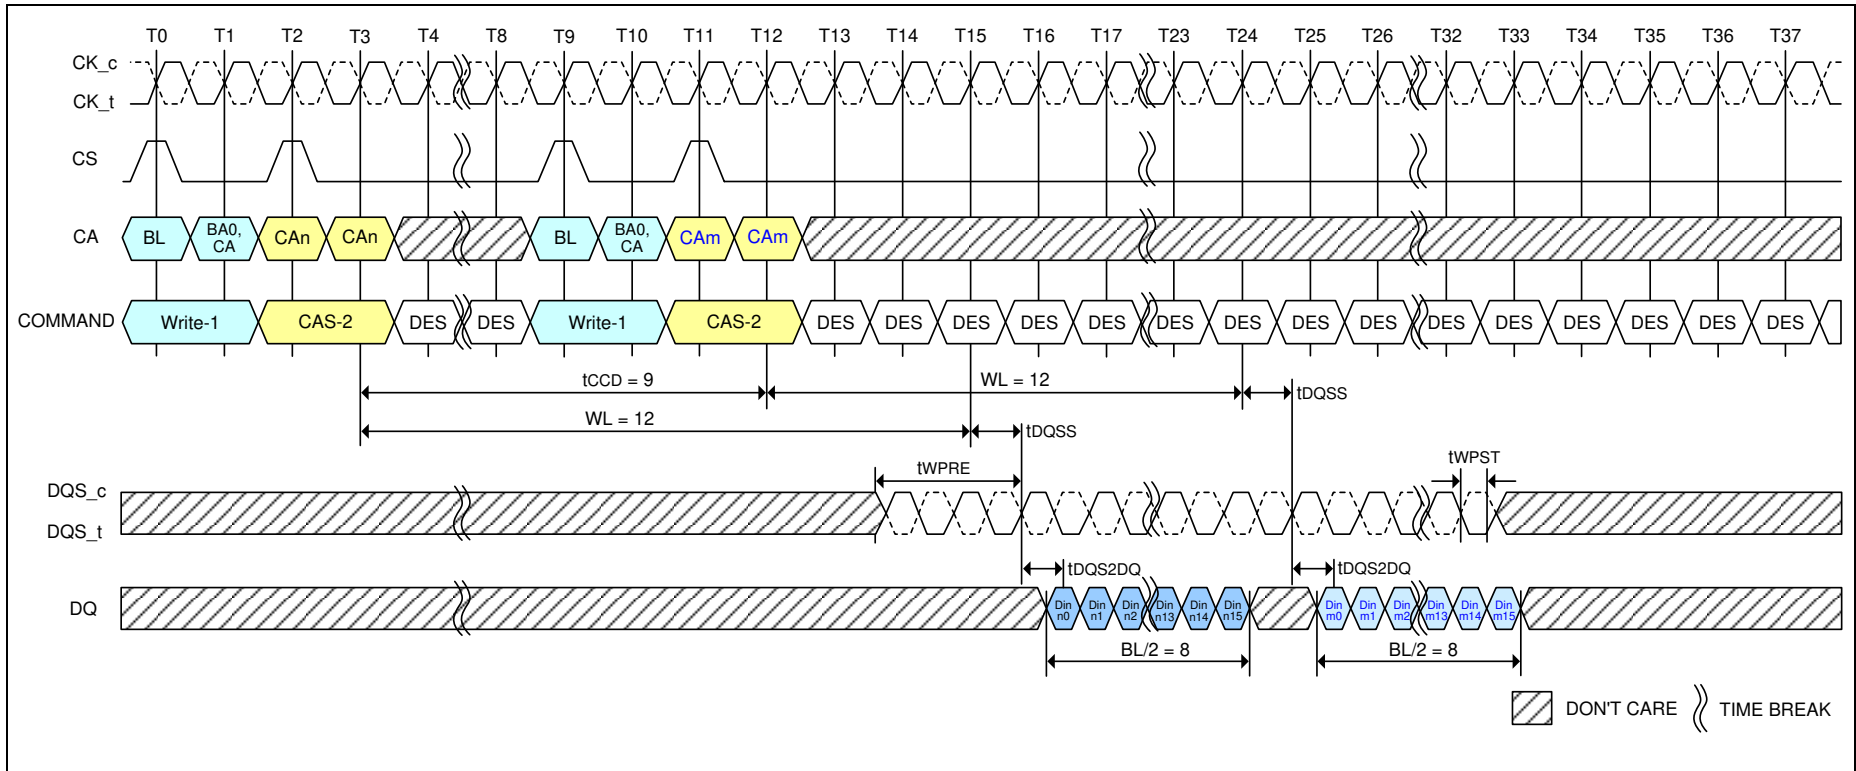 T0 T1 T2 T3 T4 T8 T9 T10 T11 T12 T13 T14 T15 T16 T17 T23 T24 T25 T26 T32 T33 T34 T35 T36 T37
CK_c
CK_t
CS
CA BL BA0, CA CAn CAn BL BA0, CA CAm CAm
COMMAND Write-1 CAS-2 DES DES Write-1 CAS-2 DES DES DES DES DES DES DES DES DES DES DES DES DES DES DES
tCCD = 9 WL = 12 tDQSS
WL = 12 tDQSS
tWPRE tWPST
DQS_c
DQS_t
tDQS2DQ tDQS2DQ
DQ Din n0 Din n1 Din n2 Din n13 Din n14 Din n15 Din m0 Din m1 Din m2 Din m13 Din m14 Din m15
BL/2 = 8 BL/2 = 8
DON'T CARE TIME BREAK